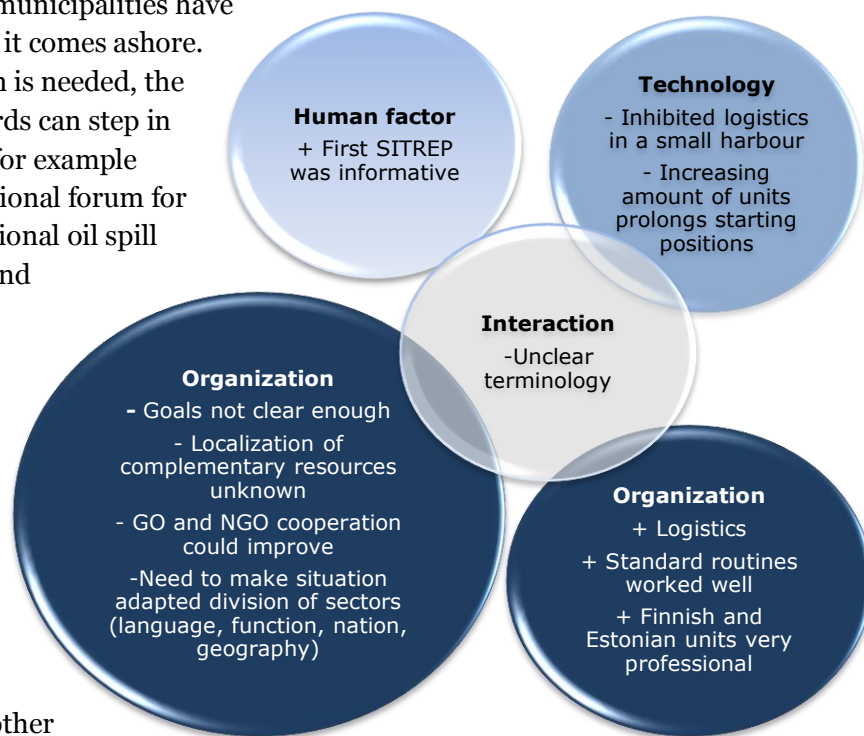 municipalities have
it comes ashore.
is needed, the
rds can step in
for example
ional forum for
ional oil spill
nd
other
Human factor
+ First SITREP
was informative
Technology
- Inhibited logistics
in a small harbour
- Increasing
amount of units
prolongs starting
positions
Interaction
-Unclear
terminology
Organization
- Goals not clear enough
- Localization of
complementary resources
unknown
- GO and NGO cooperation
could improve
-Need to make situation
adapted division of sectors
(language, function, nation,
geography)
Organization
+ Logistics
+ Standard routines
worked well
+ Finnish and
Estonian units very
professional